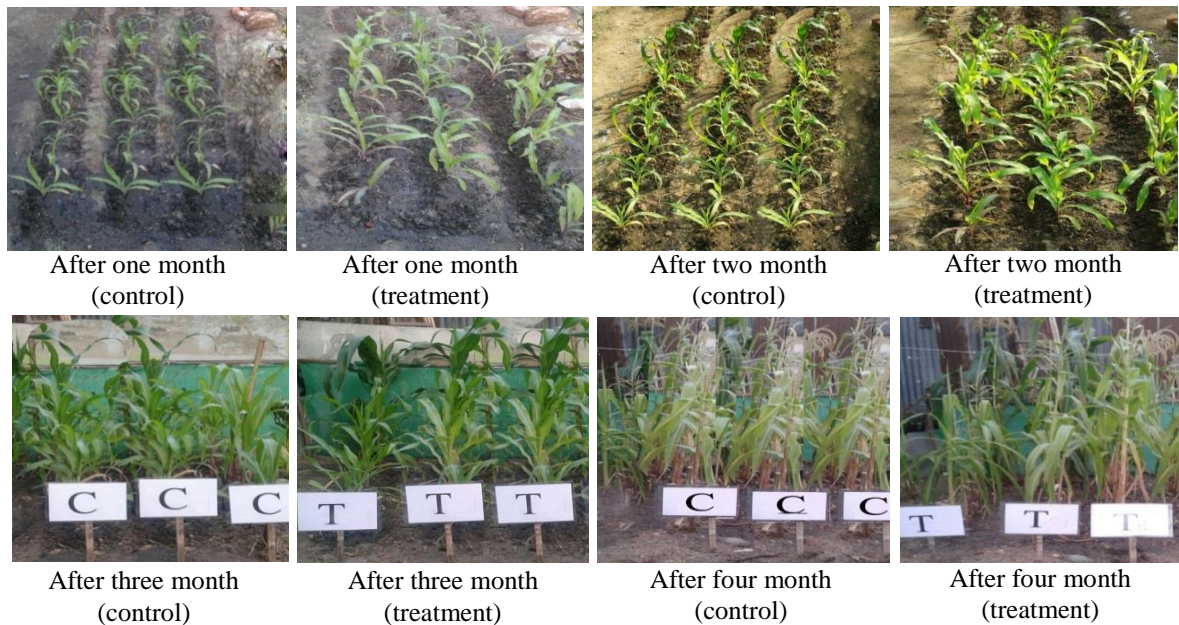 After one month
(control)
After one month
(treatment)
After two month
(control)
After two month
(treatment)
C
C
C
T
T
T
C
C
C
T
T
T
After three month
(control)
After three month
(treatment)
After four month
(control)
After four month
(treatment)